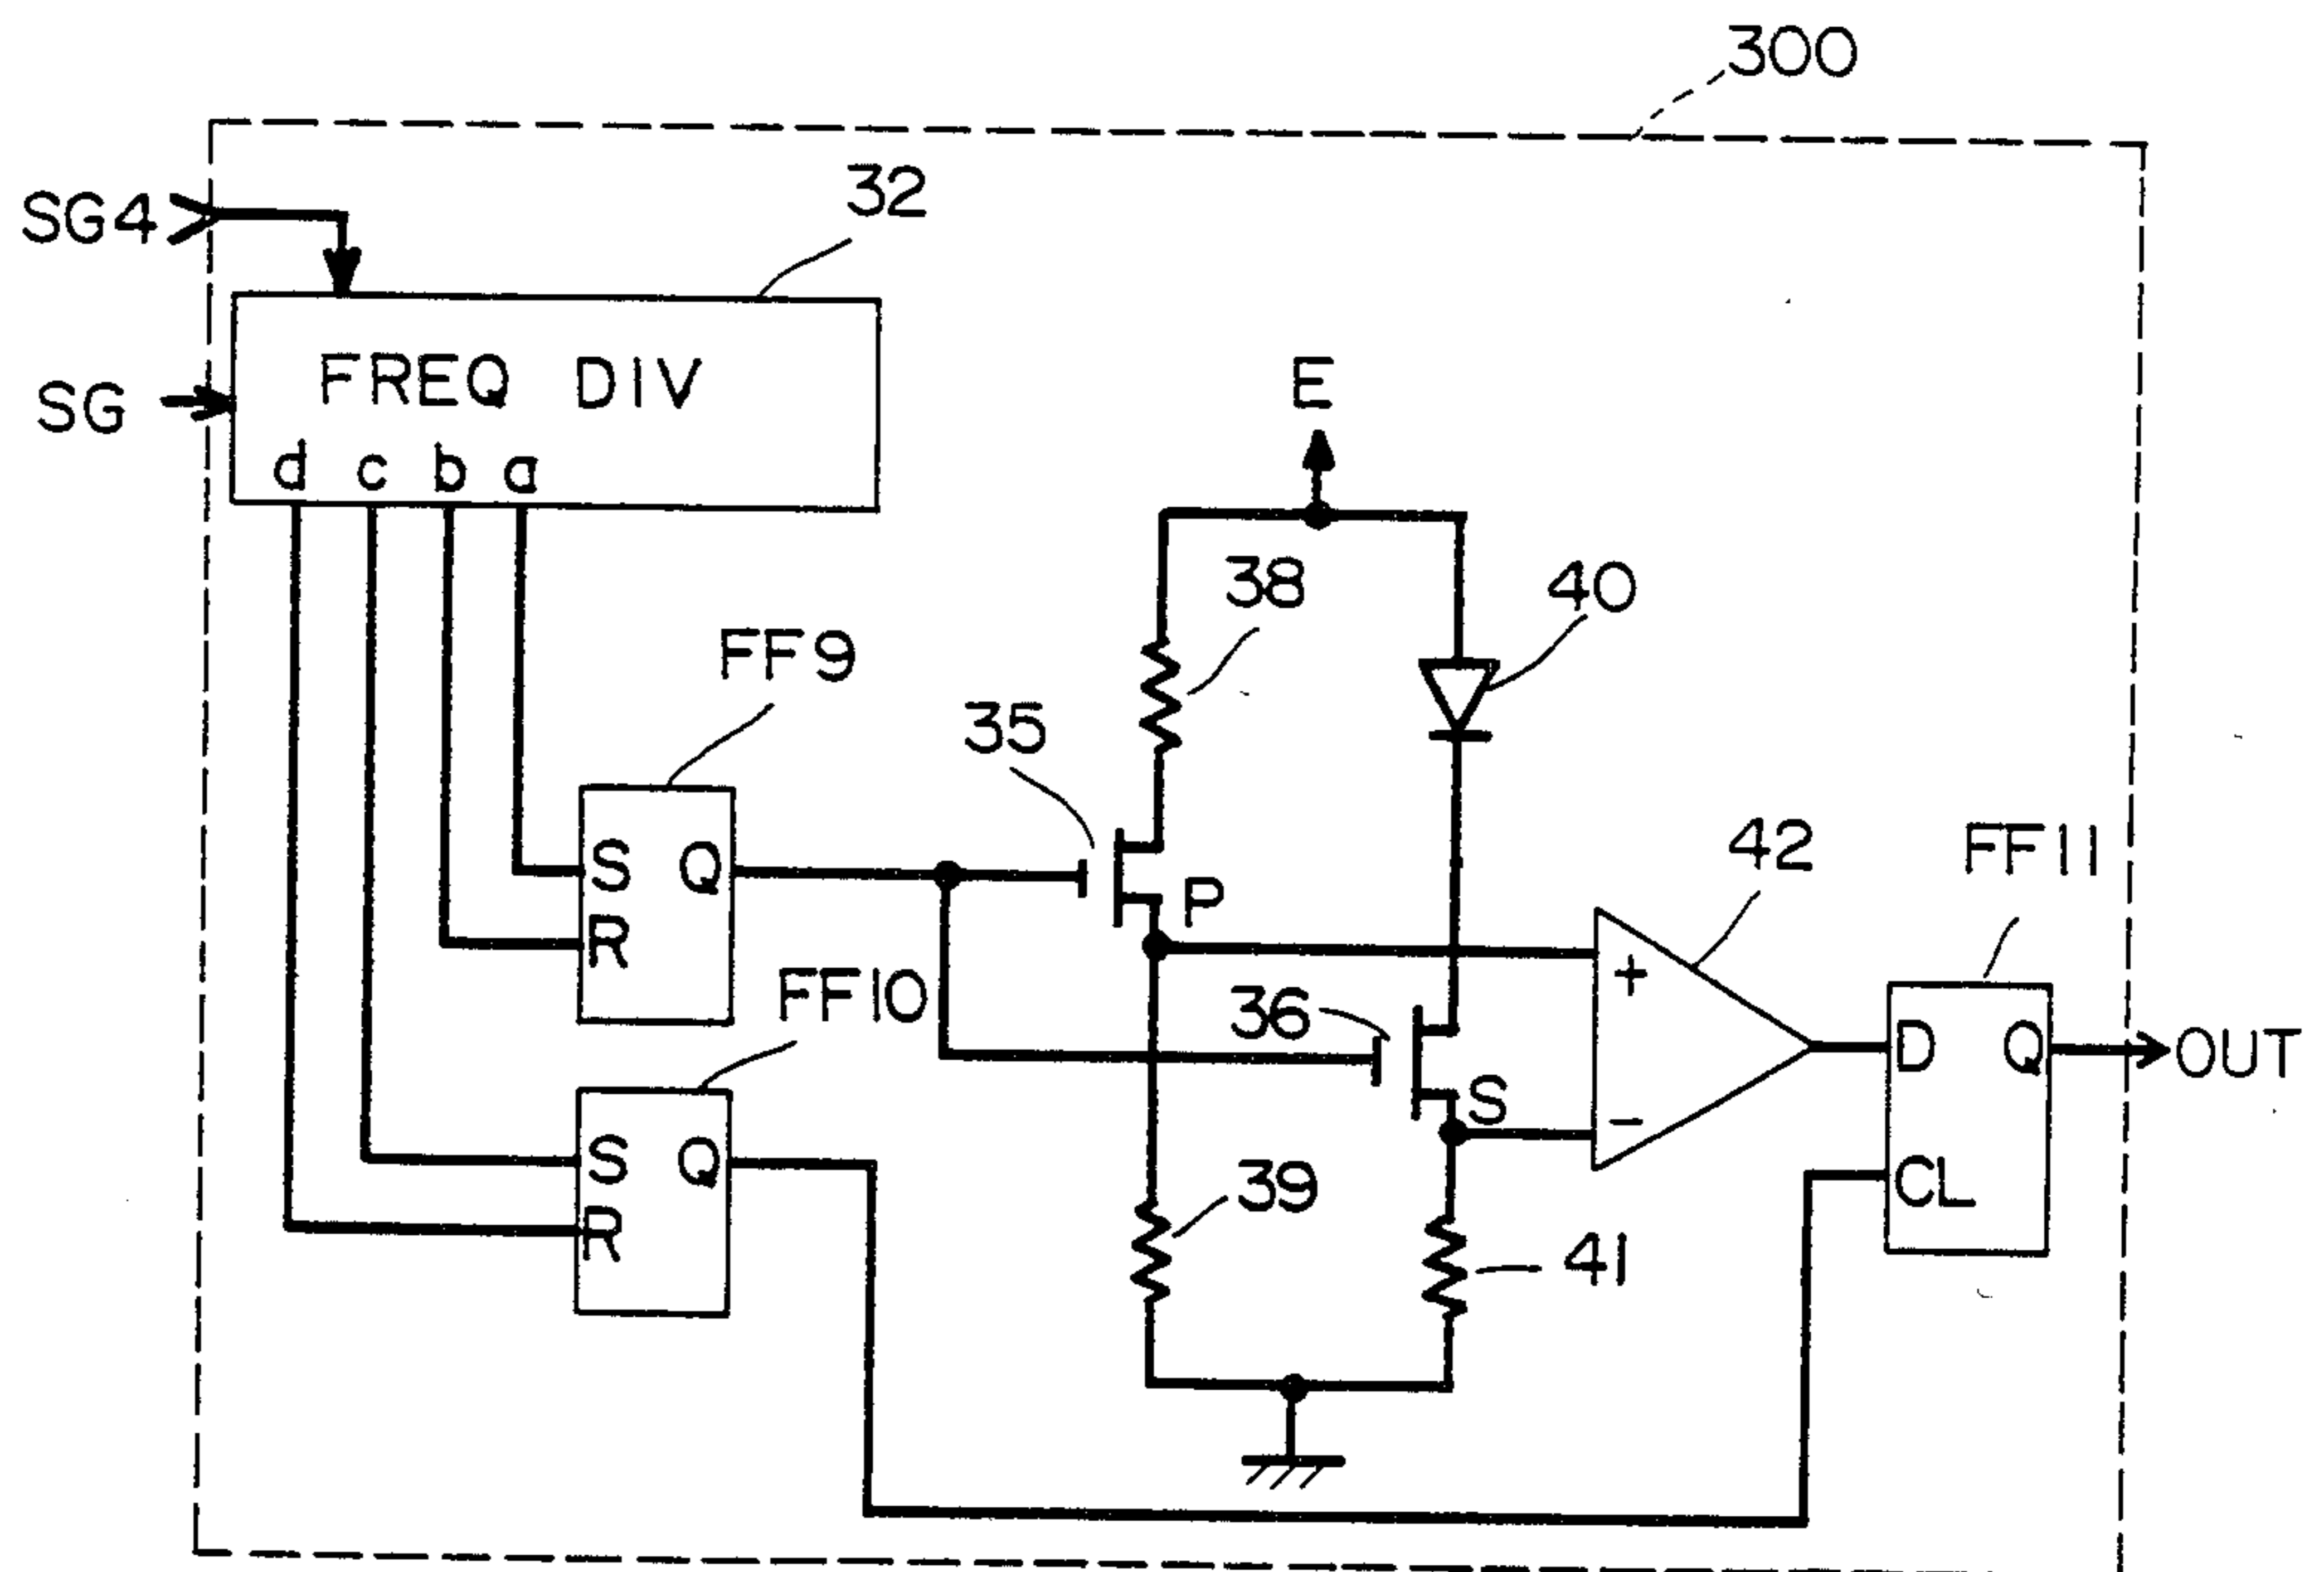 300
SG4
32
SG
FREQ DIV
d c b a
E
38
40
FF9
35
42
FF11
S Q
R
P
+
FF10
36
D Q
OUT
S
-
CL
S Q
R
39
41